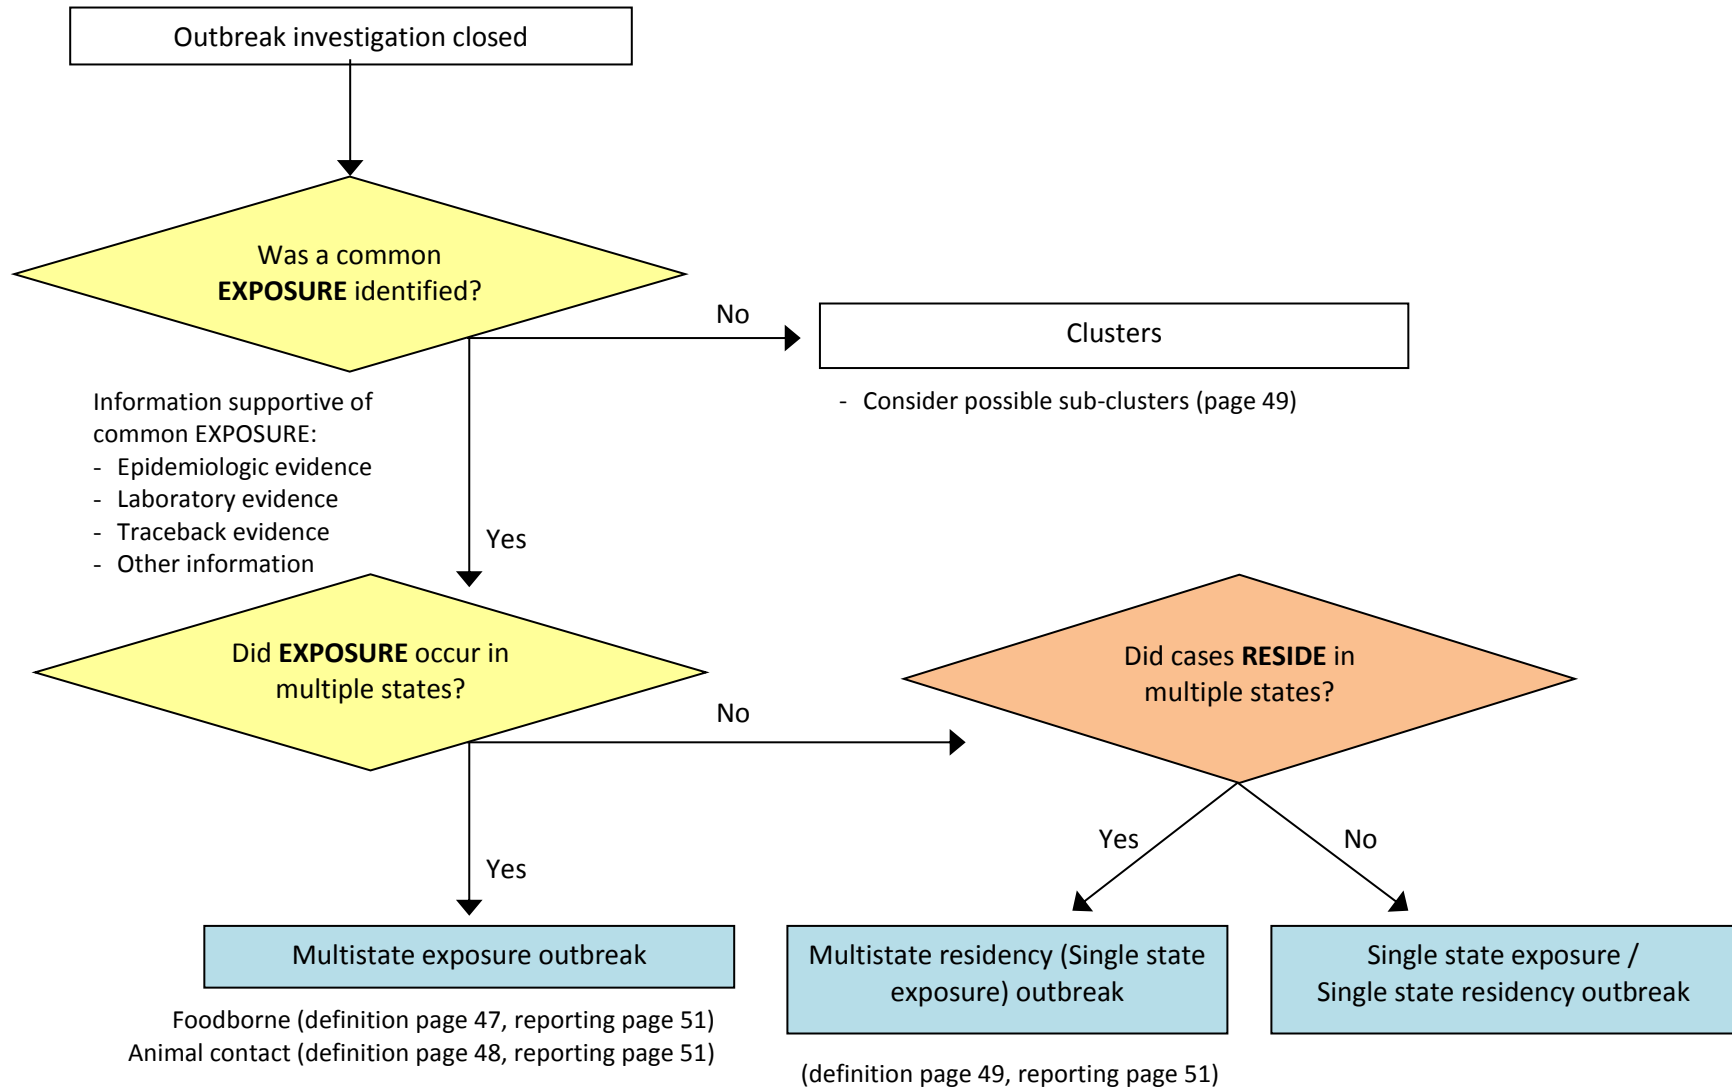 Outbreak investigation closed
Was a common
EXPOSURE identified?
No
Clusters
- Consider possible sub-clusters (page 49)
Information supportive of
common EXPOSURE:
- Epidemiologic evidence
- Laboratory evidence
- Traceback evidence
- Other information
Yes
Did EXPOSURE occur in
multiple states?
No
Did cases RESIDE in
multiple states?
Yes
Yes
No
Multistate exposure outbreak
Foodborne (definition page 47, reporting page 51)
Animal contact (definition page 48, reporting page 51)
Multistate residency (Single state
exposure) outbreak
(definition page 49, reporting page 51)
Single state exposure /
Single state residency outbreak